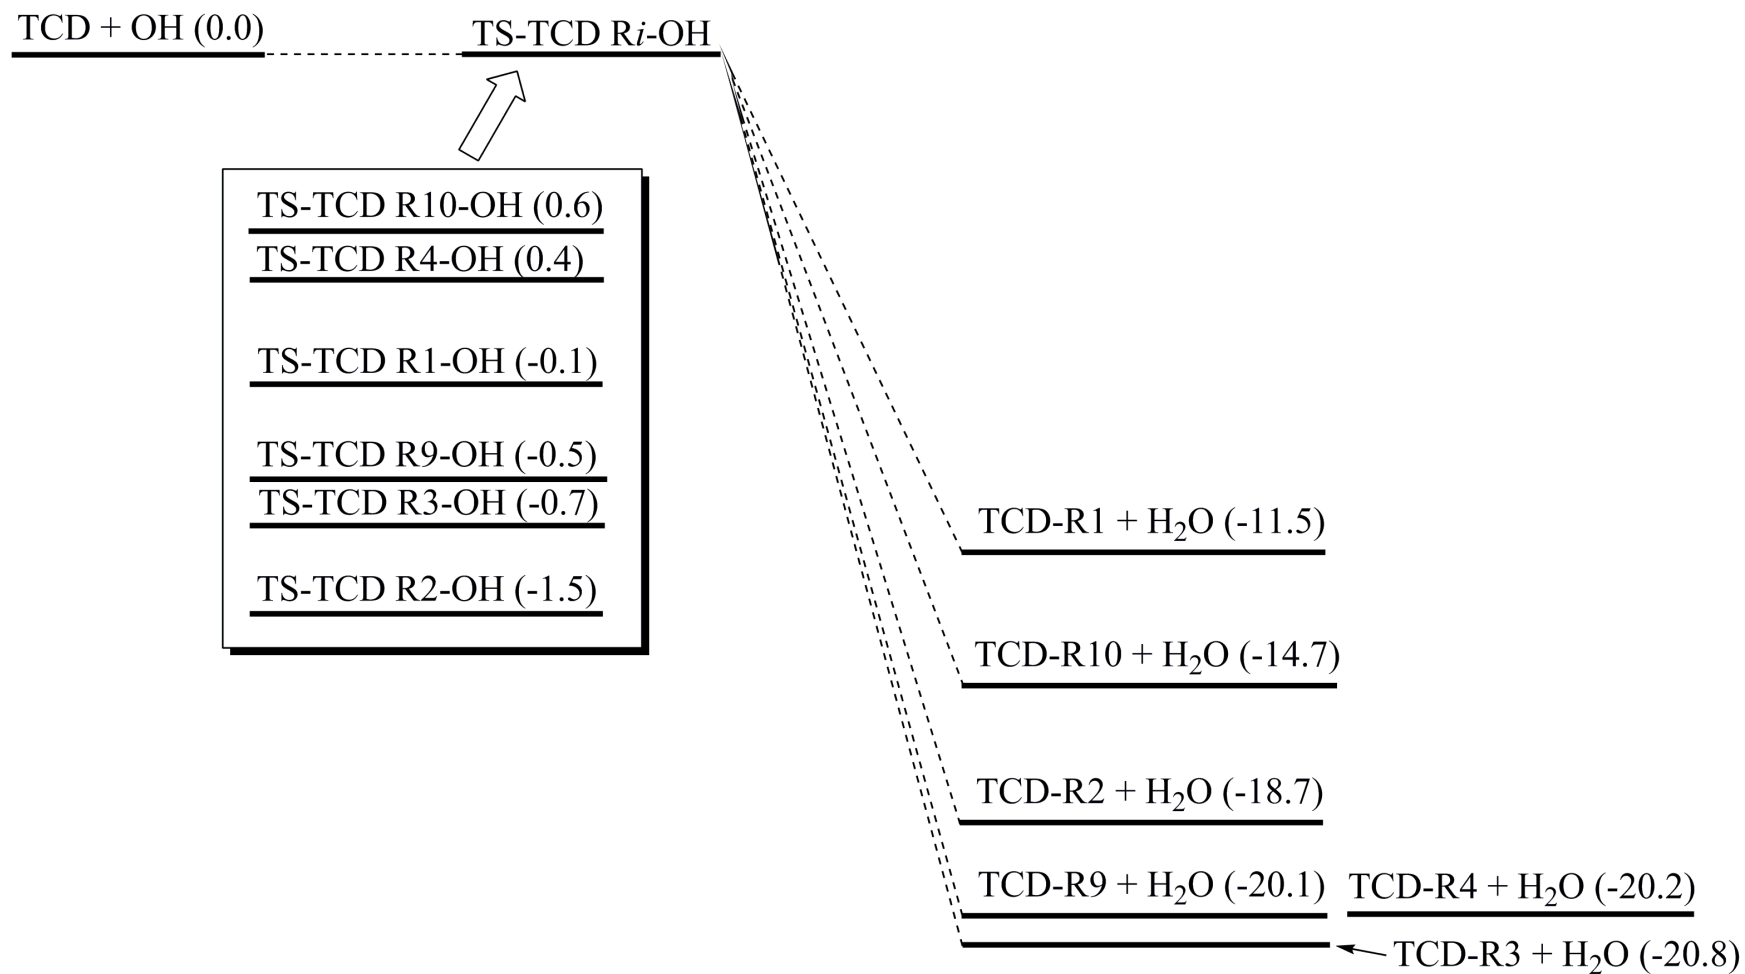 TCD + OH (0.0)
TS-TCD Ri-OH
TS-TCD R10-OH (0.6)
TS-TCD R4-OH (0.4)
TS-TCD R1-OH (-0.1)
TS-TCD R9-OH (-0.5)
TS-TCD R3-OH (-0.7)
TS-TCD R2-OH (-1.5)
TCD-R1 + H₂O (-11.5)
TCD-R10 + H₂O (-14.7)
TCD-R2 + H₂O (-18.7)
TCD-R9 + H₂O (-20.1)
TCD-R4 + H₂O (-20.2)
TCD-R3 + H₂O (-20.8)